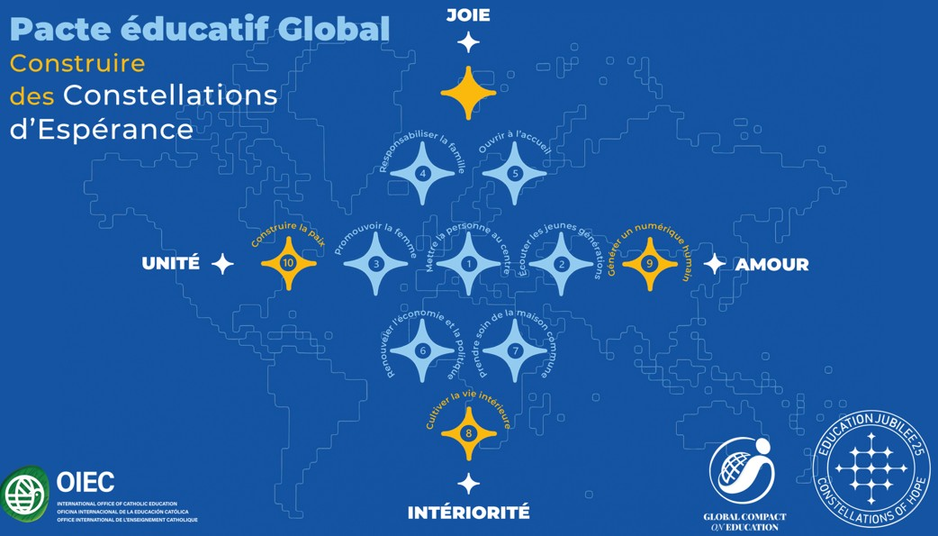 Pacte éducatif Global
Construire
des Constellations
d'Espérance
JOIE
Responsabiliser la famille
4
Ouvrir à l'accueil
5
UNITÉ
Construire la paix
10
Promouvoir la femme
3
Mettre la personne au centre
1
Écouter les jeunes générations
2
Générer un numérique humain
9
AMOUR
Renouveler l'économie et la politique
6
Prendre soin de la maison commune
7
Cultiver la vie intérieure
8
INTÉRIORITÉ
OIEC
INTERNATIONAL OFFICE OF CATHOLIC EDUCATION
OFICINA INTERNACIONAL DE LA EDUCACIÓN CATÓLICA
OFFICE INTERNATIONAL DE L'ENSEIGNEMENT CATHOLIQUE
GLOBAL COMPACT
ON EDUCATION
EDUCATION JUBILEE 25
CONSTELLATIONS OF HOPE